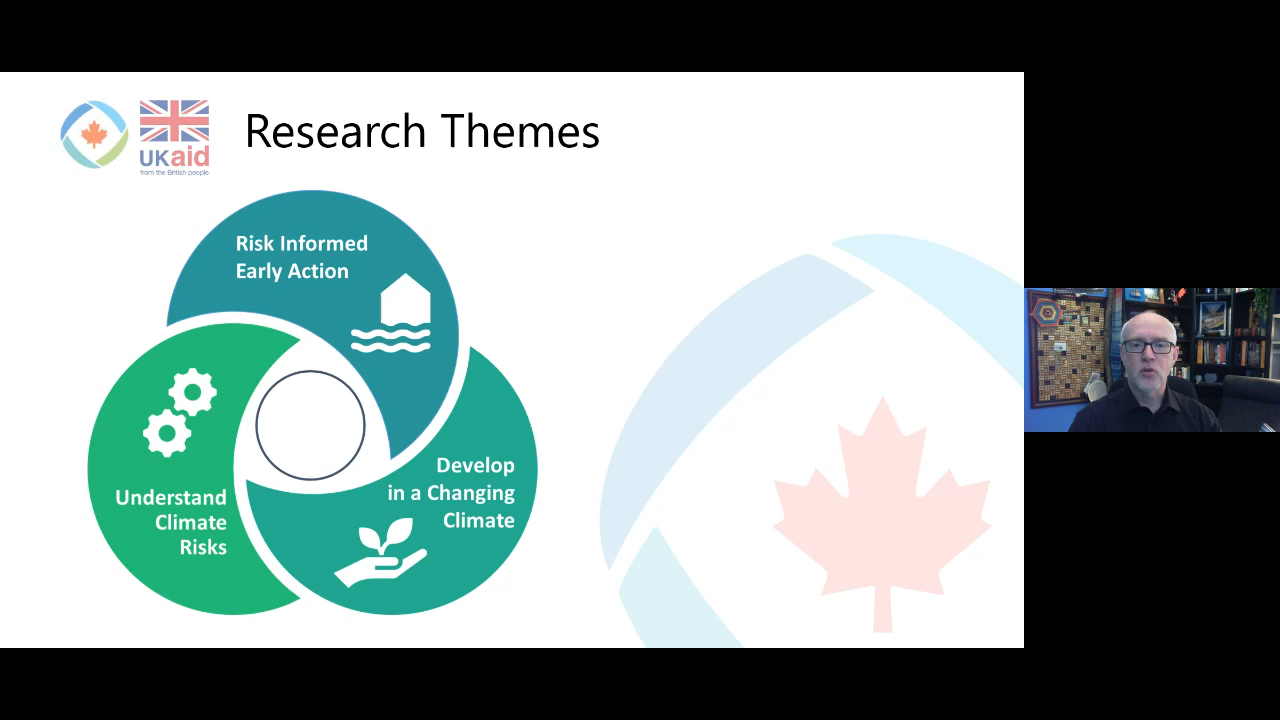 Research Themes
UKaid
from the British people
Risk Informed
Early Action
Understand
Climate
Risks
Develop
in a Changing
Climate